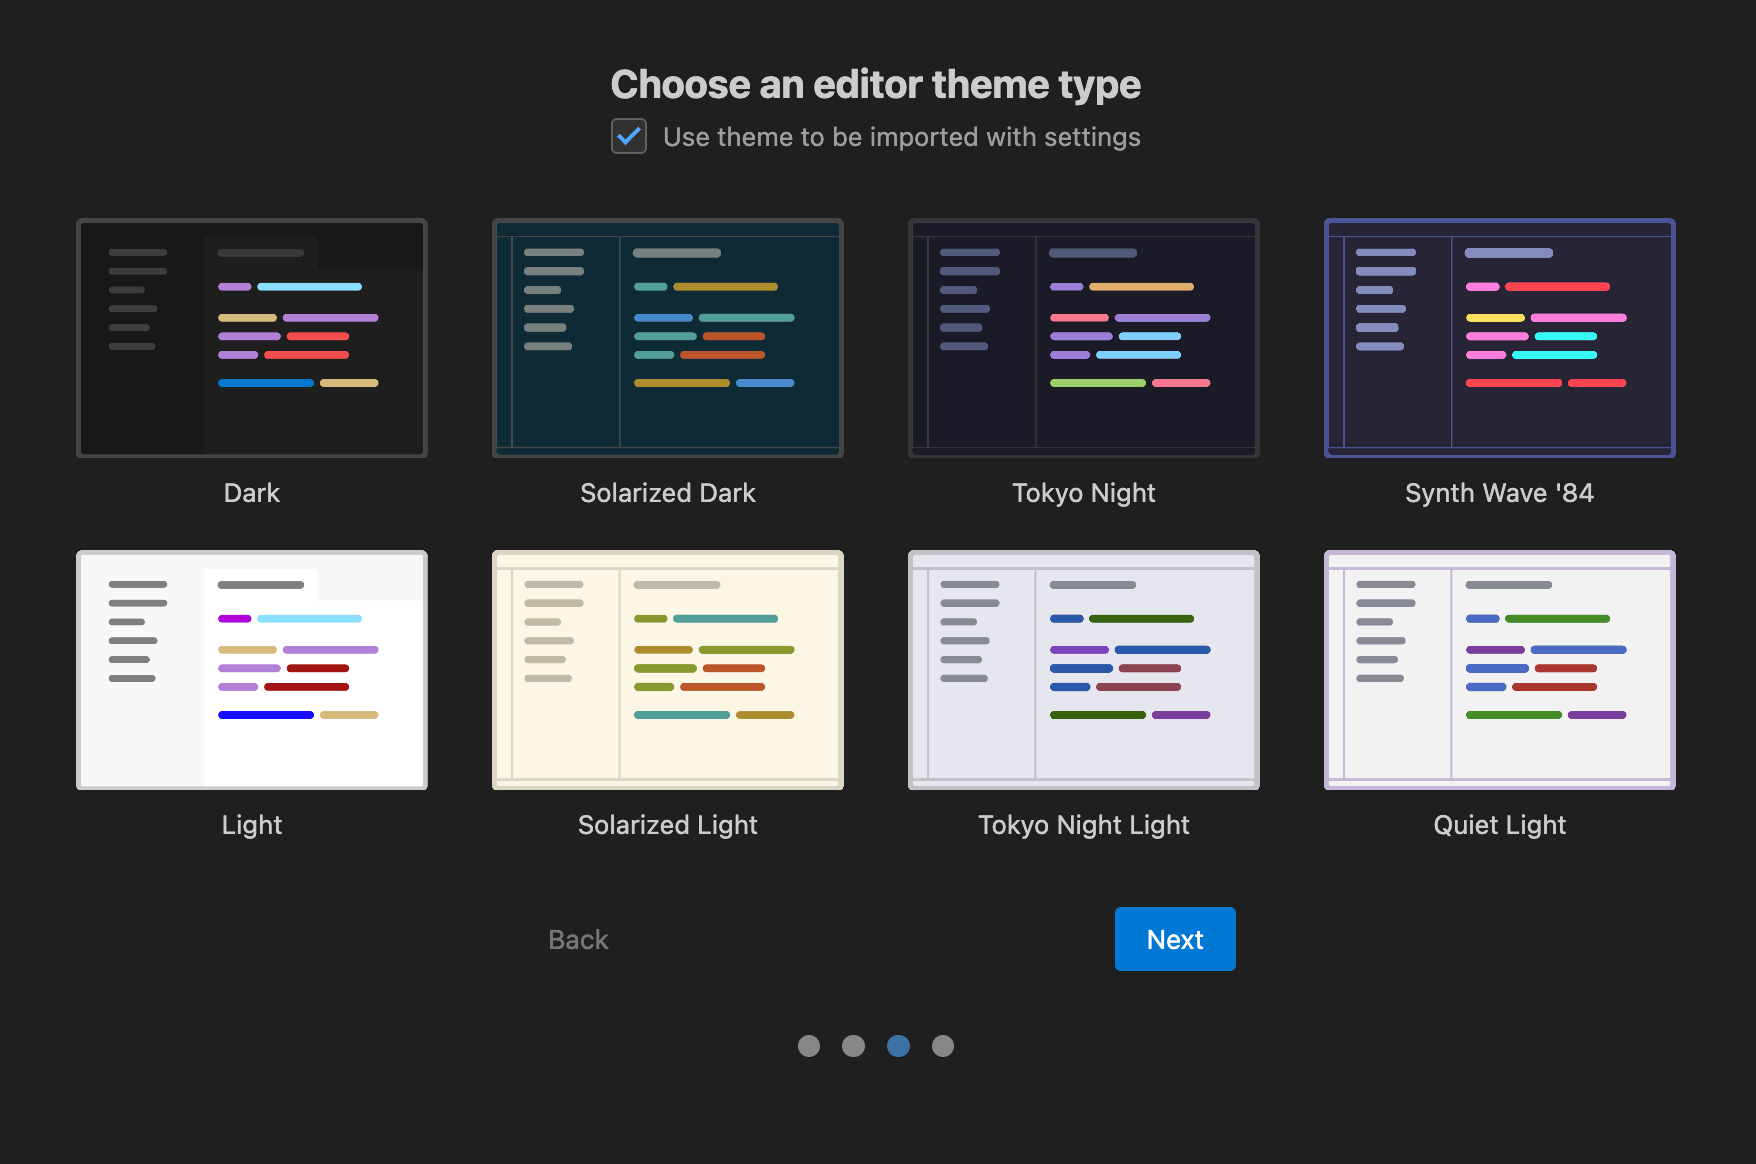 Choose an editor theme type
Use theme to be imported with settings
Dark
Solarized Dark
Tokyo Night
Synth Wave '84
Light
Solarized Light
Tokyo Night Light
Quiet Light
Back
Next